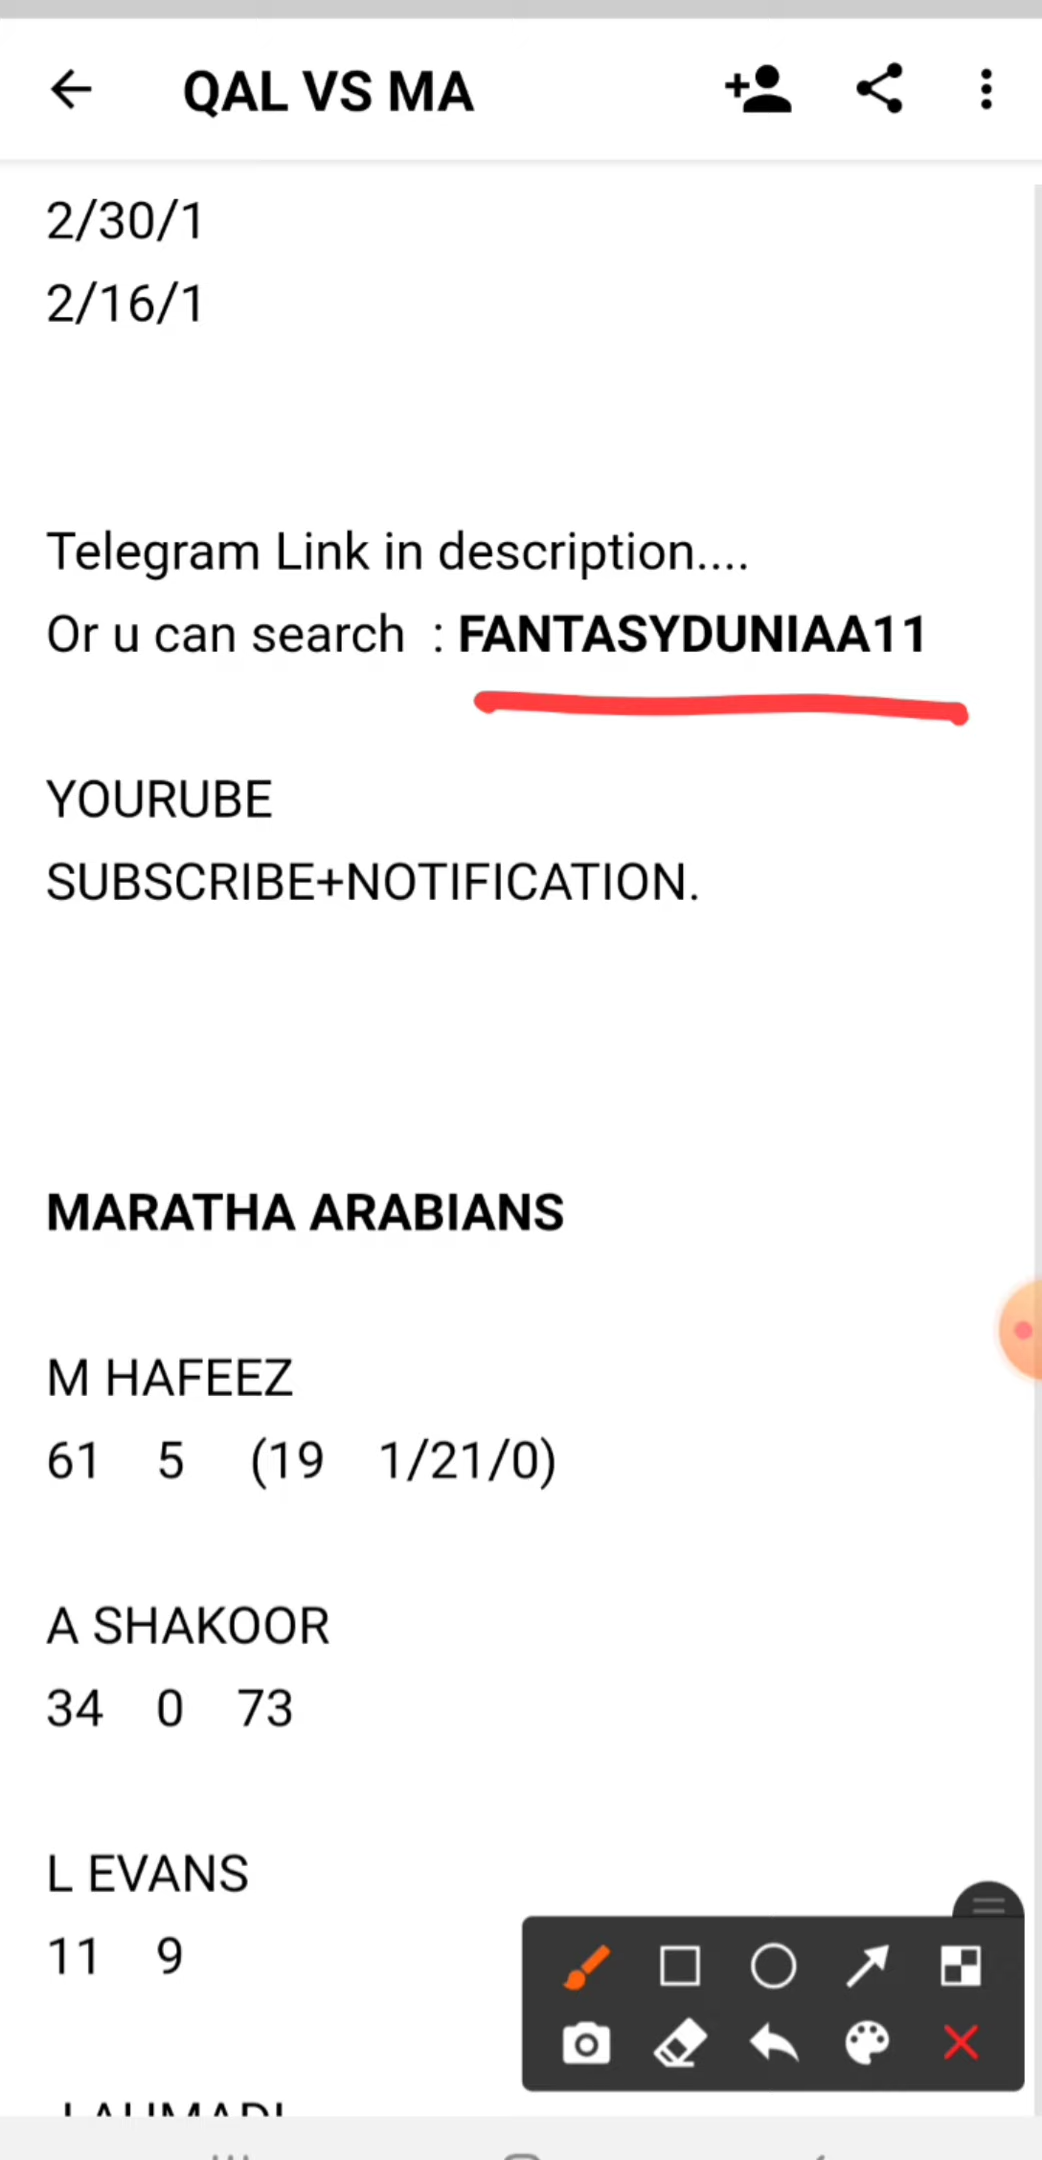 QAL VS MA
2/30/1
2/16/1
Telegram Link in description....
Or u can search : FANTASYDUNIAA11
YOURUBE
SUBSCRIBE+NOTIFICATION.
MARATHA ARABIANS
M HAFEEZ
61 5 (19 1/21/0)
A SHAKOOR
34 0 73
L EVANS
11 9